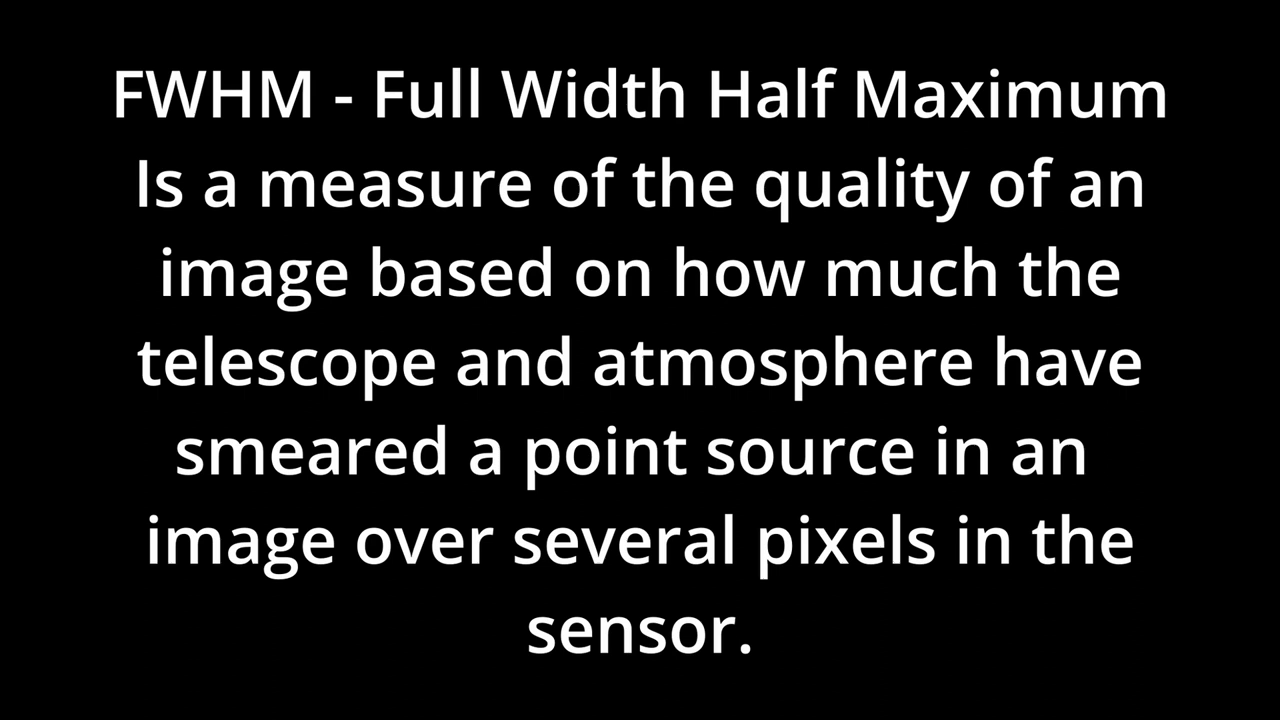 FWHM - Full Width Half Maximum
Is a measure of the quality of an
image based on how much the
telescope and atmosphere have
smeared a point source in an
image over several pixels in the
sensor.